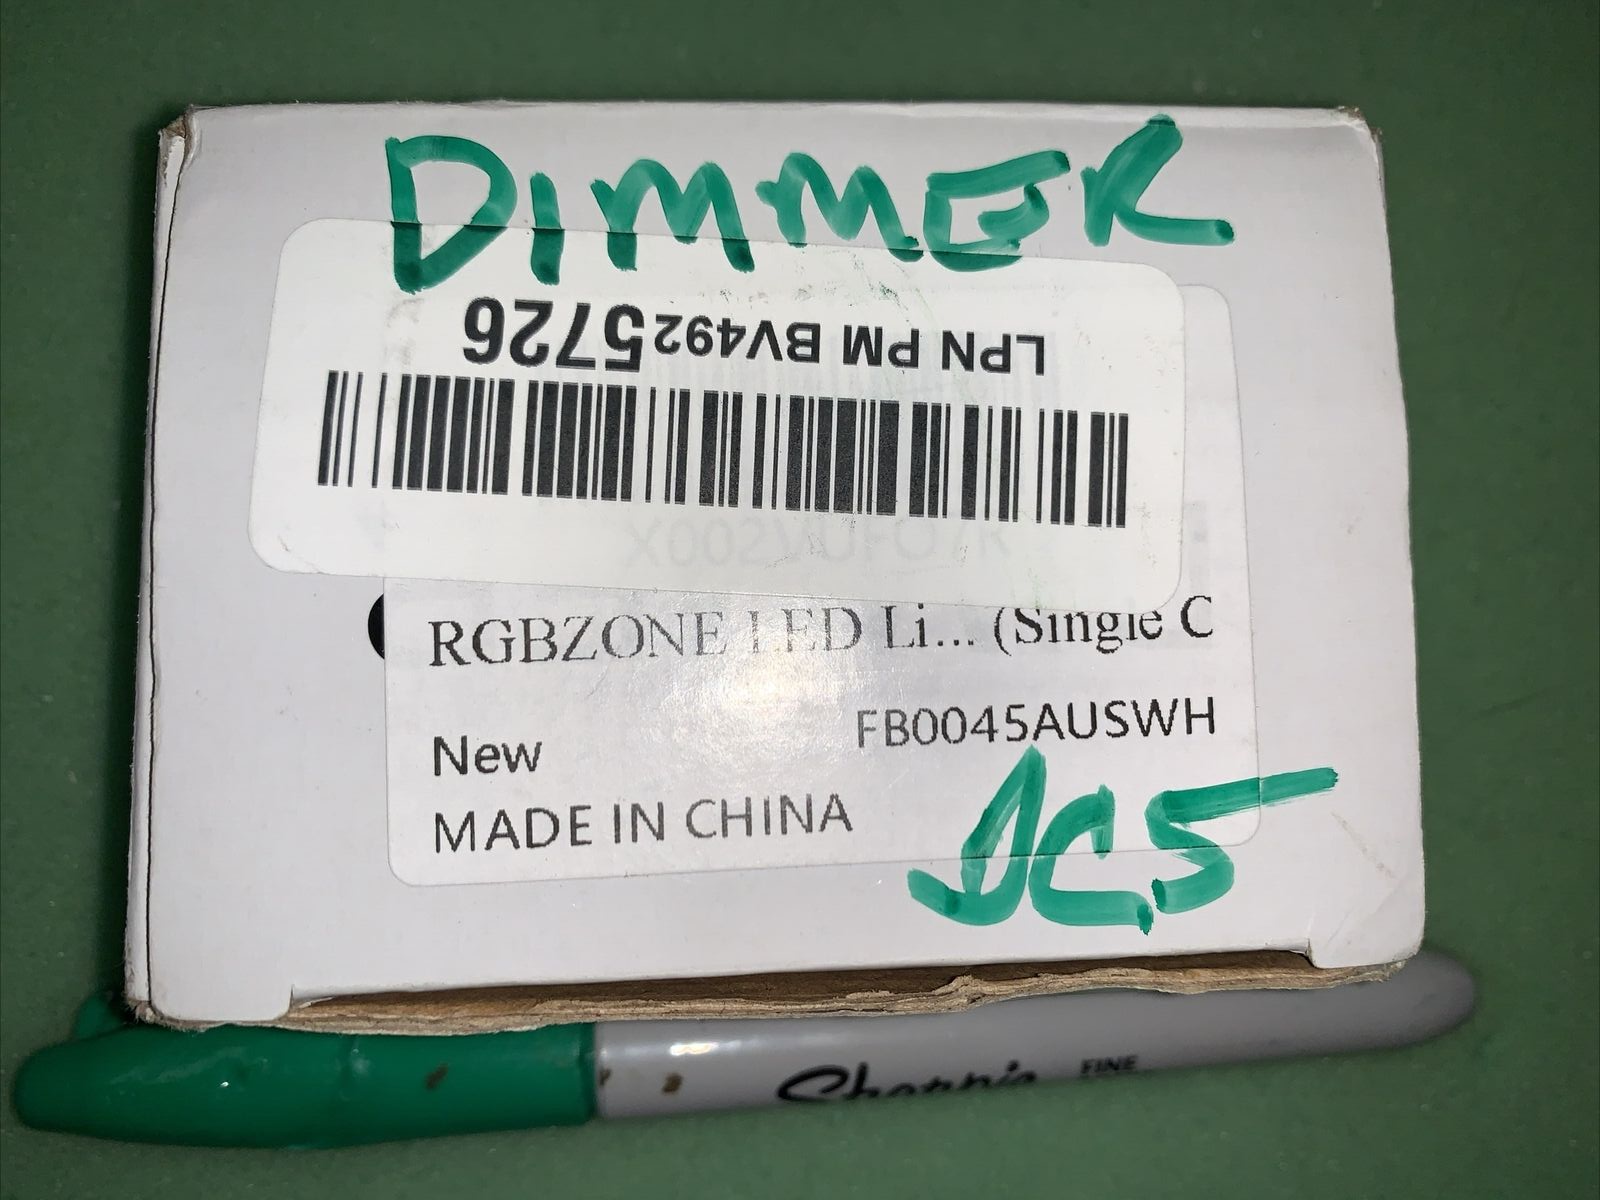 DIMMER
LPN PM BV4925726
RGBZONE LED Li... (Single C
New
FB0045AUSWH
MADE IN CHINA
JC5
Sharpie
FINE